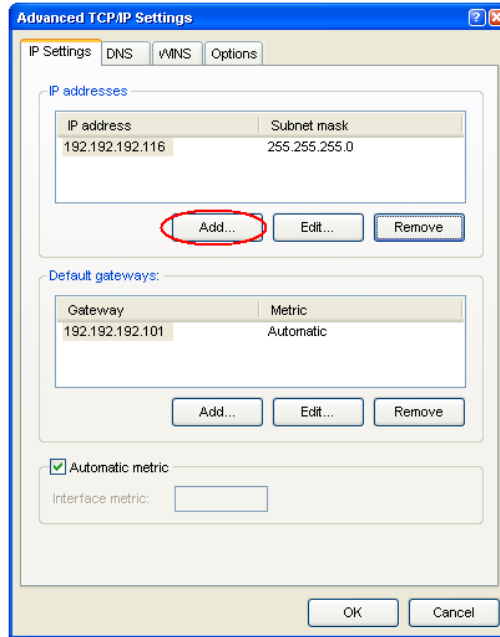 Advanced TCP/IP Settings
IP Settings DNS WINS Options
IP addresses
IP address Subnet mask
192.192.192.116 255.255.255.0
Add... Edit... Remove
Default gateways:
Gateway Metric
192.192.192.101 Automatic
Add... Edit... Remove
Automatic metric
Interface metric:
OK Cancel